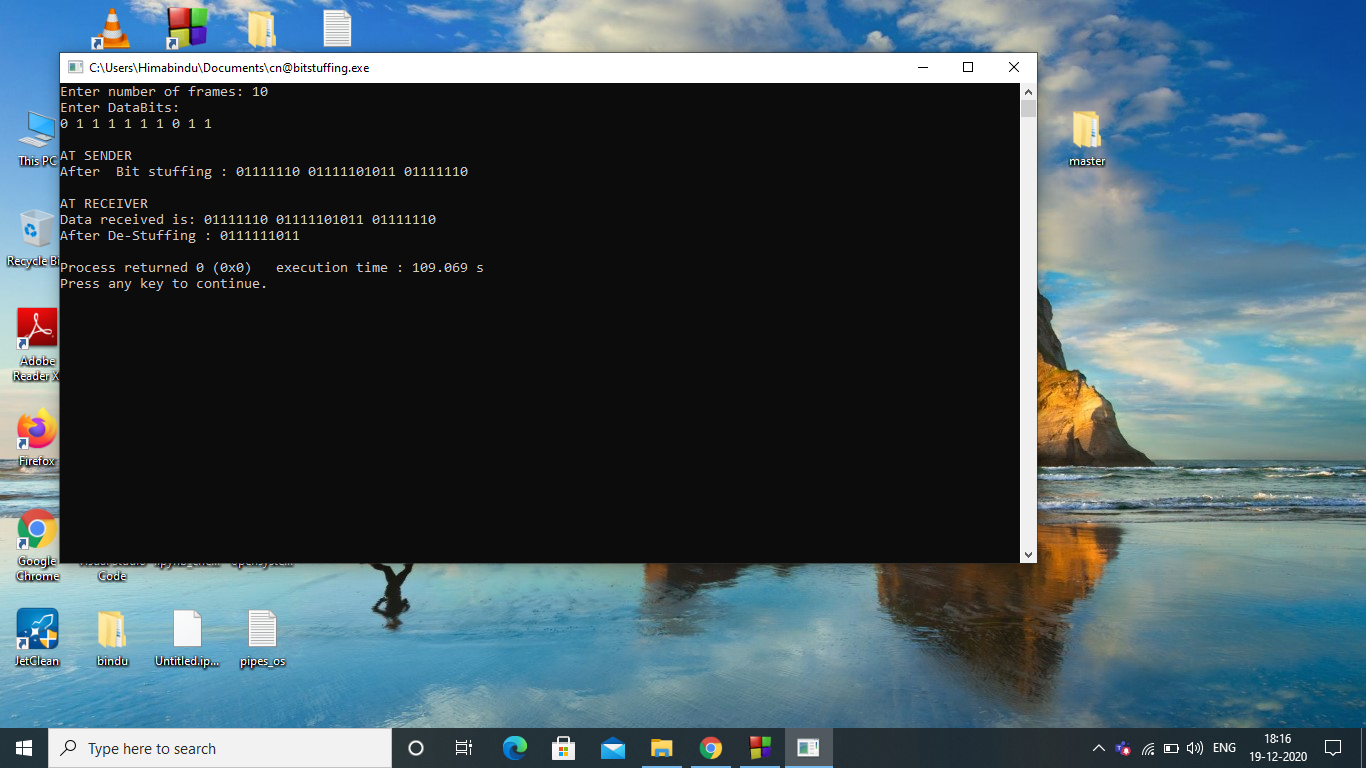 C:\Users\Himabindu\Documents\cn@bitstuffing.exe
Enter number of frames: 10
Enter DataBits:
0 1 1 1 1 1 1 0 1 1
AT SENDER
After  Bit stuffing : 01111110 01111101011 01111110
AT RECEIVER
Data received is: 01111110 01111101011 01111110
After De-Stuffing : 0111111011
Process returned 0 (0x0)   execution time : 109.069 s
Press any key to continue.
This PC
master
Recycle Bi
Adobe
Reader X
Firefox
Google
Chrome
Code
JetClean
bindu
Untitled.ip...
pipes_os
Type here to search
ENG
18:16
19-12-2020